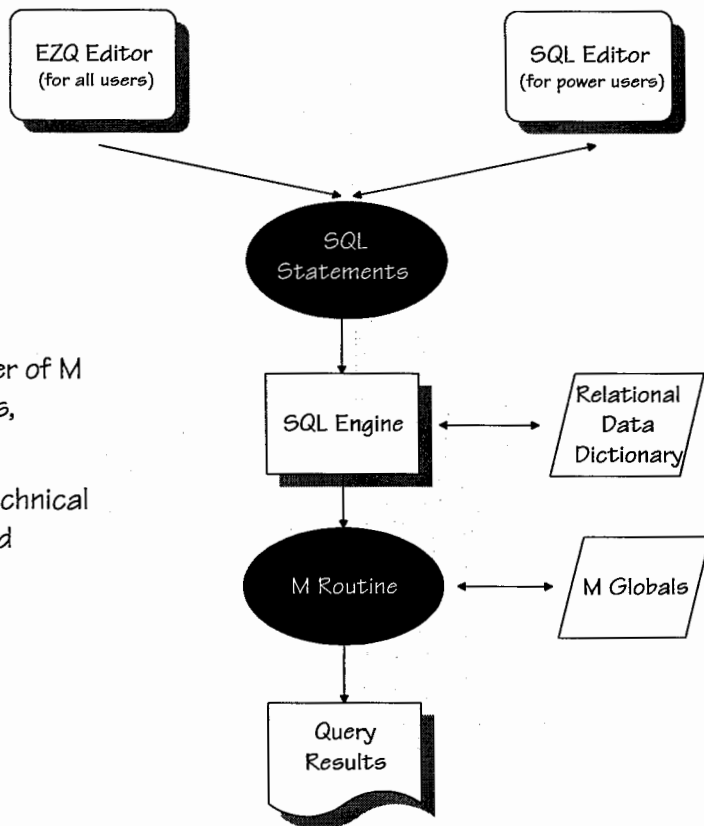 EZQ Editor
(for all users)
SQL Editor
(for power users)
SQL
Statements
er of M
s,
SQL Engine
Relational
Data
Dictionary
chnical
d
M Routine
M Globals
Query
Results